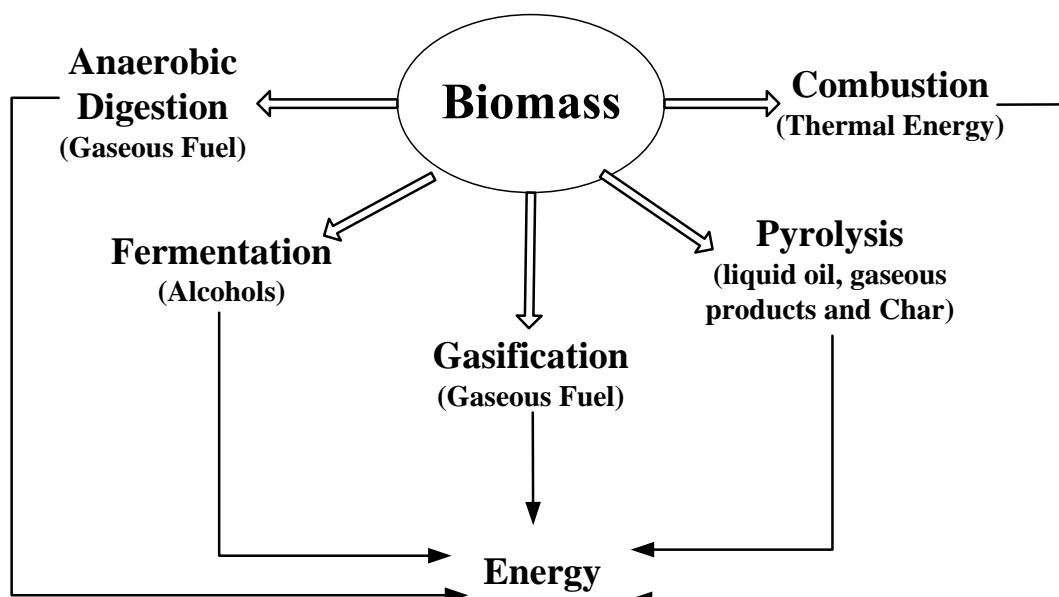 Biomass
Anaerobic
Digestion
(Gaseous Fuel)
Combustion
(Thermal Energy)
Fermentation
(Alcohols)
Pyrolysis
(liquid oil, gaseous
products and Char)
Gasification
(Gaseous Fuel)
Energy